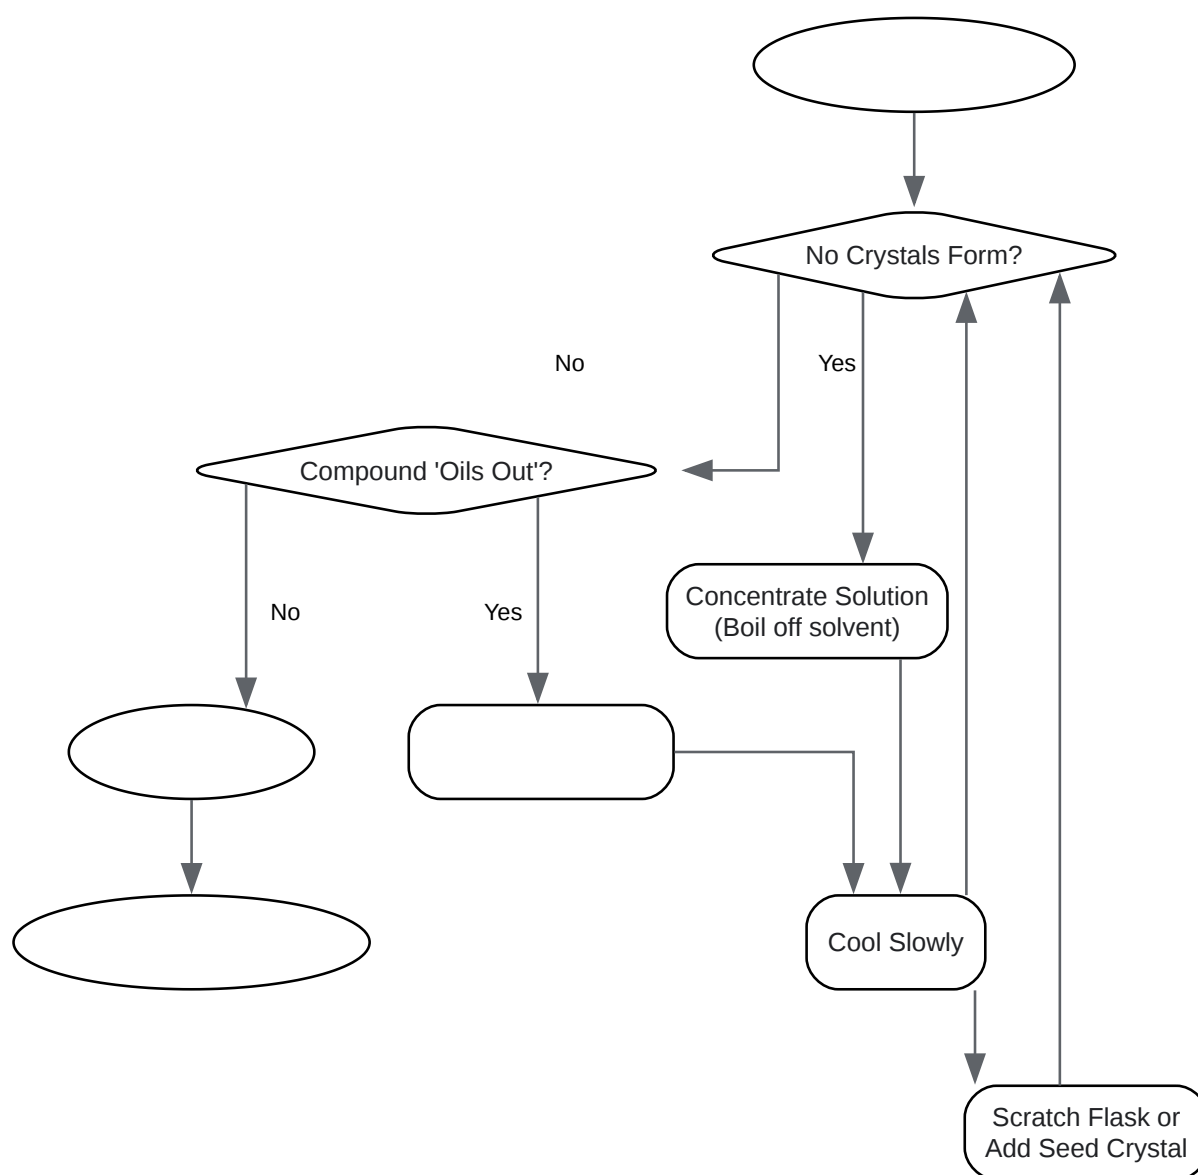 No Crystals Form?
No
Yes
Compound 'Oils Out'?
No
Yes
Concentrate Solution
(Boil off solvent)
Cool Slowly
Scratch Flask or
Add Seed Crystal